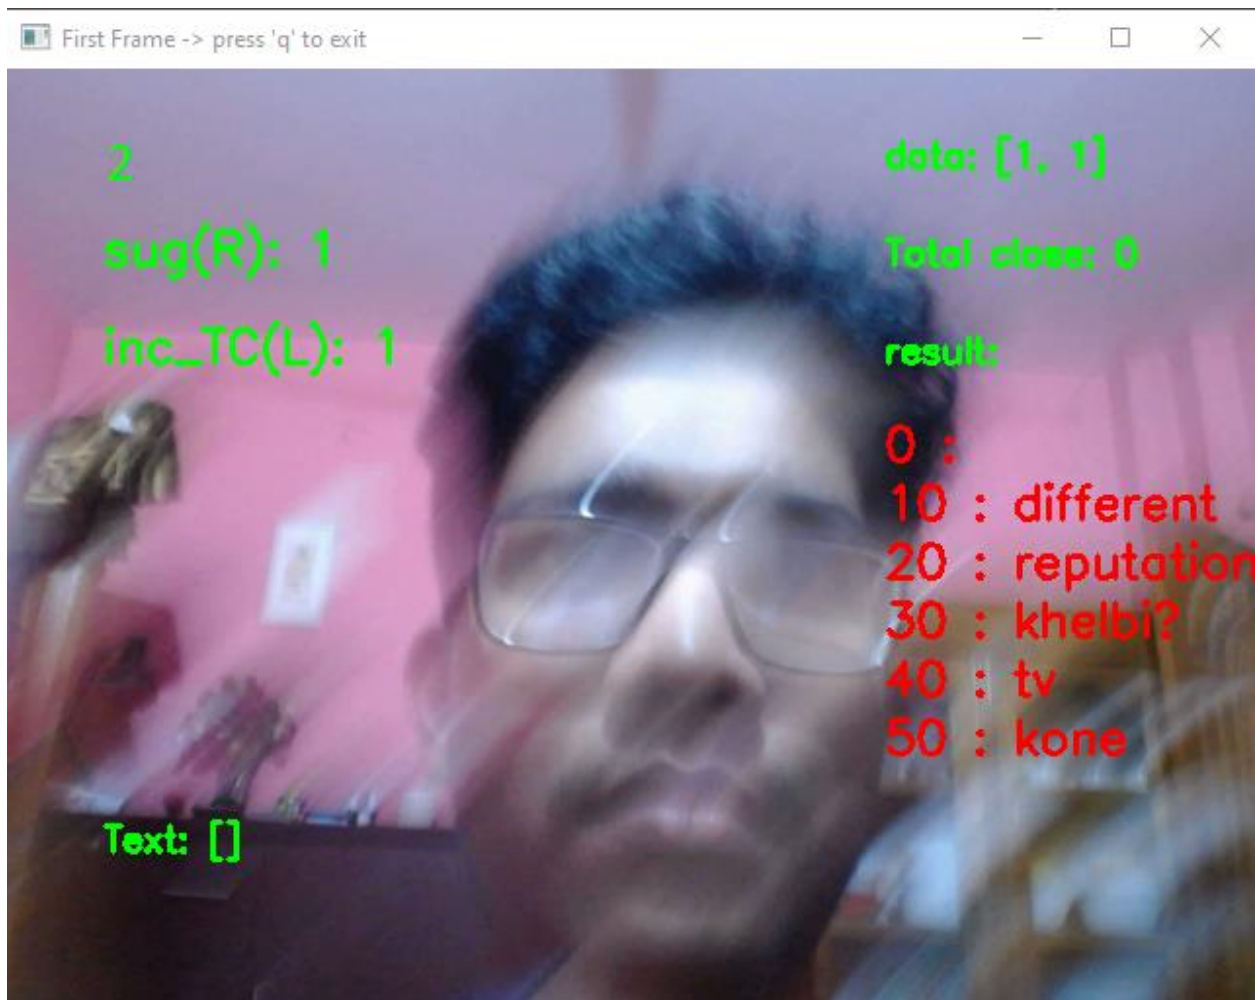 First Frame -> press 'q' to exit
2
sug(R): 1
inc_TC(L): 1
Text: []
data: [1, 1]
Total close: 0
result:
0 :
10 : different
20 : reputation
30 : khelbi?
40 : tv
50 : kone